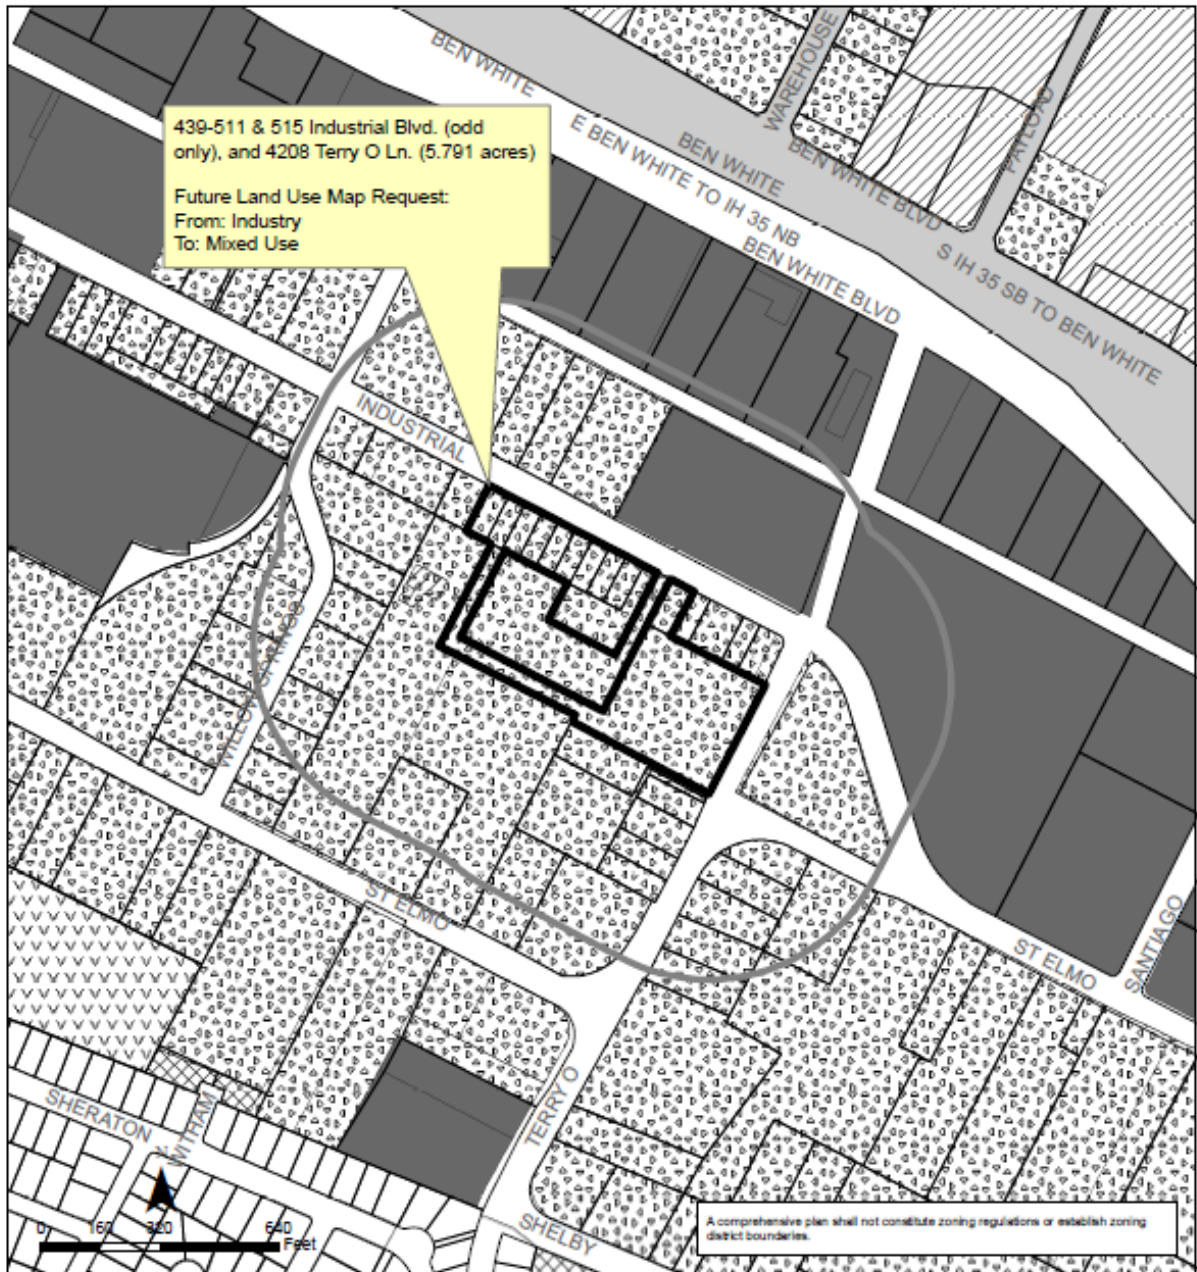 BEN WHITE
WAREHOUSE
PAYLOAD
E BEN WHITE TO IH 35 NB
BEN WHITE
BEN WHITE BLVD
S IH 35 SB TO BEN WHITE
BEN WHITE BLVD
439-511 & 515 Industrial Blvd. (odd
only), and 4208 Terry O Ln. (5.791 acres)
Future Land Use Map Request:
From: Industry
To: Mixed Use
INDUSTRIAL
WILLOW SPRINGS
ST ELMO
ST ELMO
SANTIAGO
TERRY O
SHERATON
WITHAM
SHELBY
0 160 320 640
Feet
A comprehensive plan shall not constitute zoning regulations or establish zoning
district boundaries.